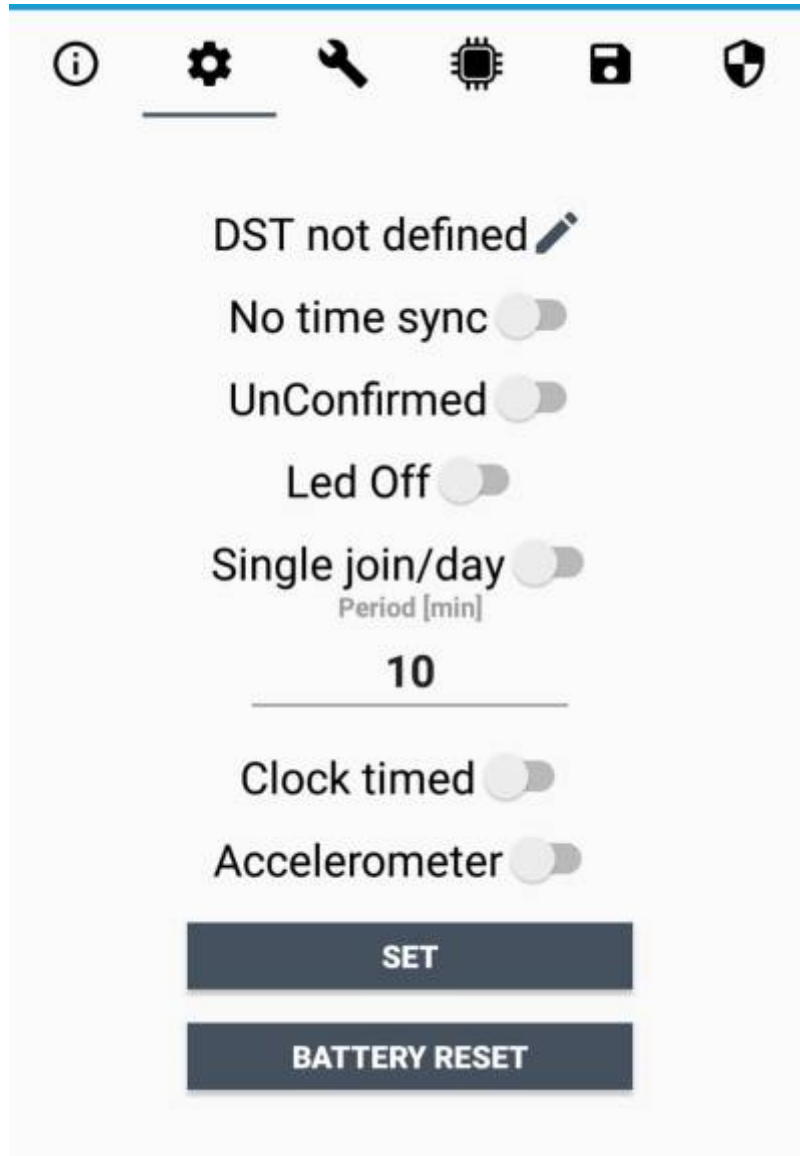 DST not defined
No time sync
UnConfirmed
Led Off
Single join/day
Period [min]
10
Clock timed
Accelerometer
SET
BATTERY RESET